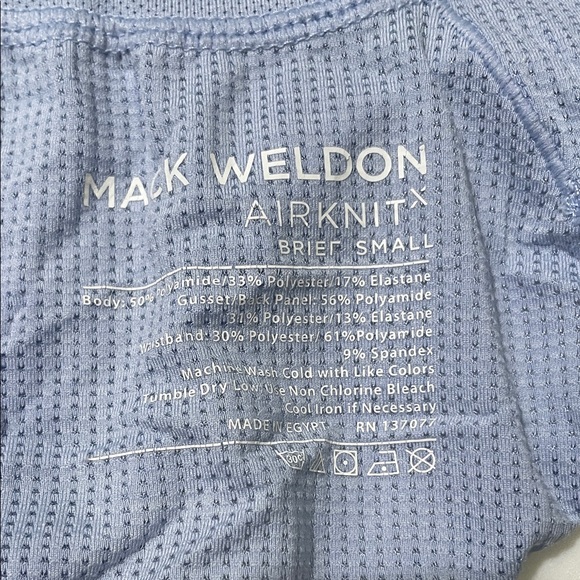 MACK WELDON
AIRKNITX
BRIEF SMALL
Body: 50% Polyamide/33% Polyester/17% Elastane
Gusset/Back Panel: 56% Polyamide
31% Polyester/13% Elastane
Waistband: 30% Polyester/ 61%Polyamide
9% Spandex
Machine Wash Cold with Like Colors
Tumble Dry Low Use Non Chlorine Bleach
Cool Iron if Necessary
MADE IN EGYPT RN 137077